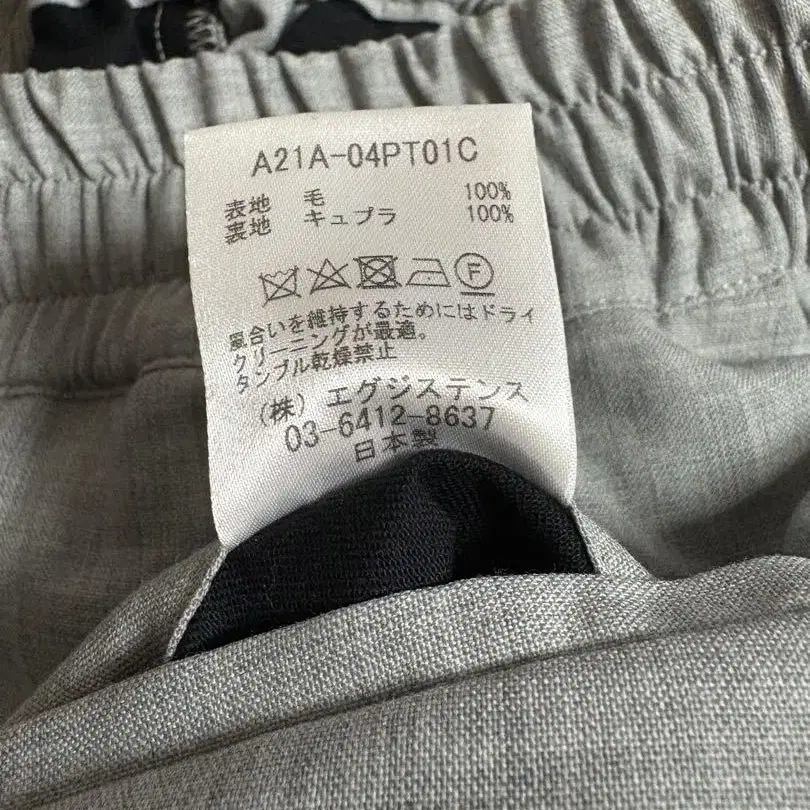 A21A-04PT01C
表地 毛 100%
裏地 キュプラ 100%
F
風合いを維持するためにはドライ
クリーニングが最適。
タンブル乾燥禁止
(株) エグジステンス
03-6412-8637
日本製